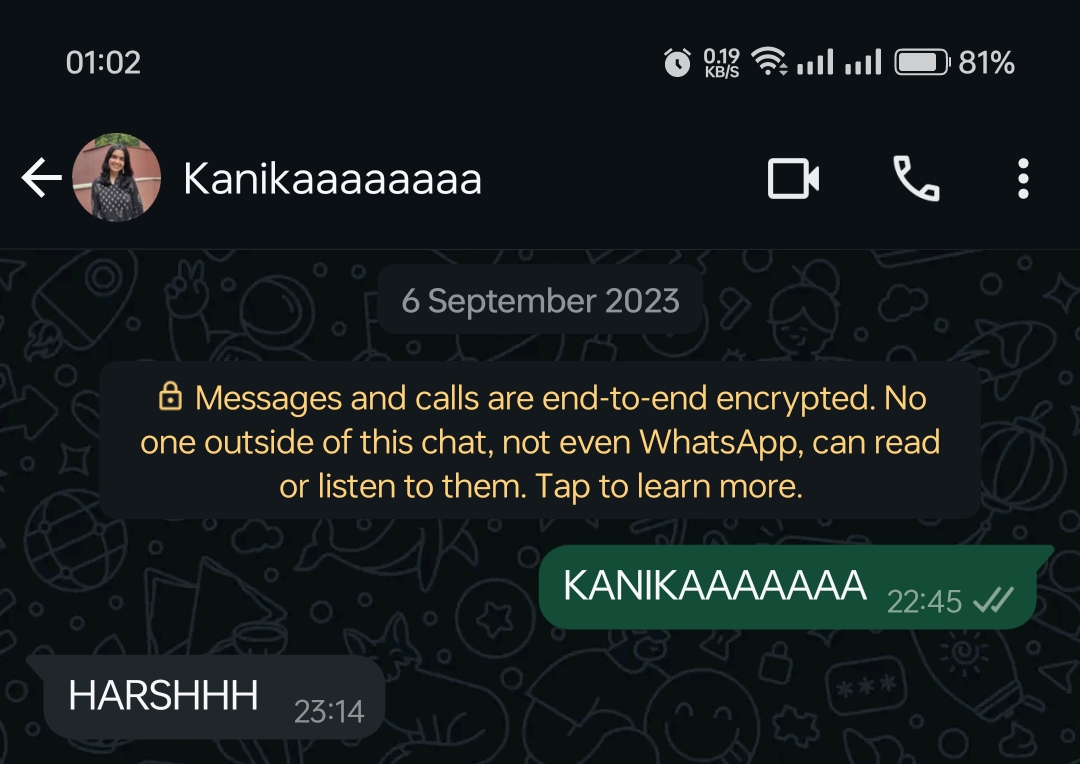 01:02 0.19 KB/S 81%
Kanikaaaaaaaa
6 September 2023
Messages and calls are end-to-end encrypted. No
one outside of this chat, not even WhatsApp, can read
or listen to them. Tap to learn more.
KANIKAAAAAAA 22:45
HARSHHH 23:14